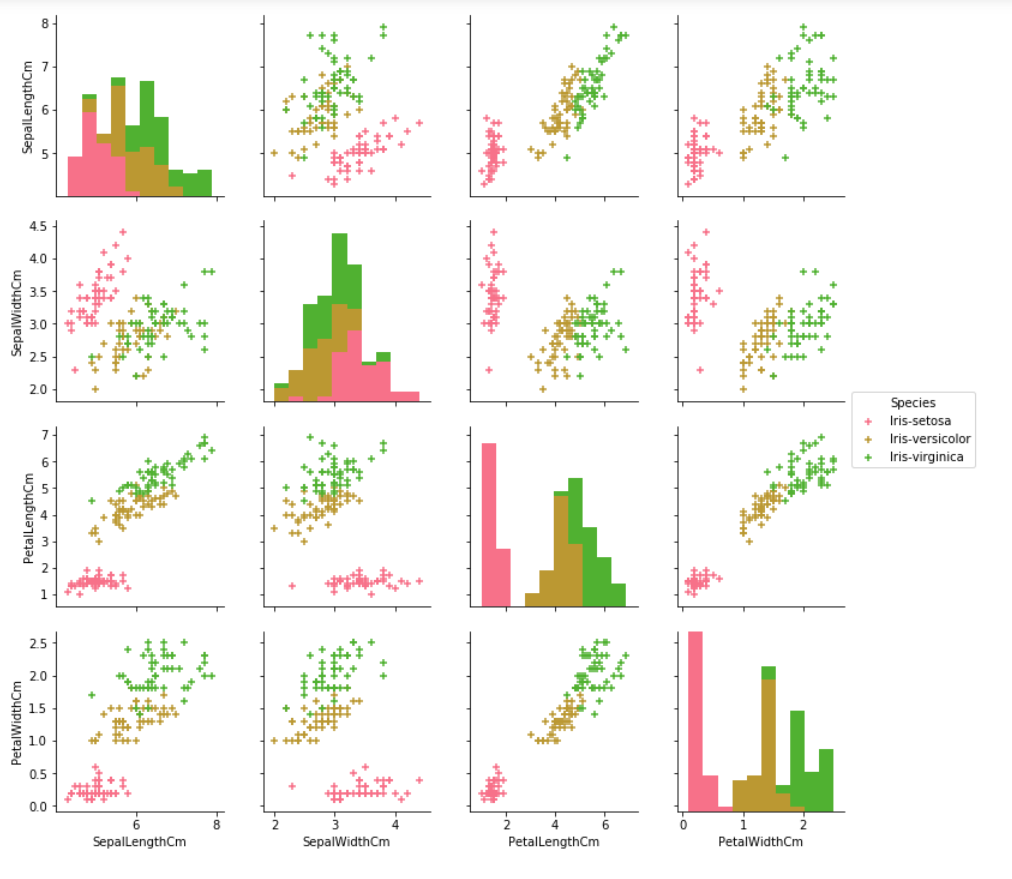 SepalLengthCm
8
7
6
5
SepalWidthCm
4.5
4.0
3.5
3.0
2.5
2.0
Species
Iris-setosa
Iris-versicolor
Iris-virginica
PetalLengthCm
7
6
5
4
3
2
1
PetalWidthCm
2.5
2.0
1.5
1.0
0.5
0.0
6 8
SepalLengthCm
2 3 4
SepalWidthCm
2 4 6
PetalLengthCm
0 1 2
PetalWidthCm